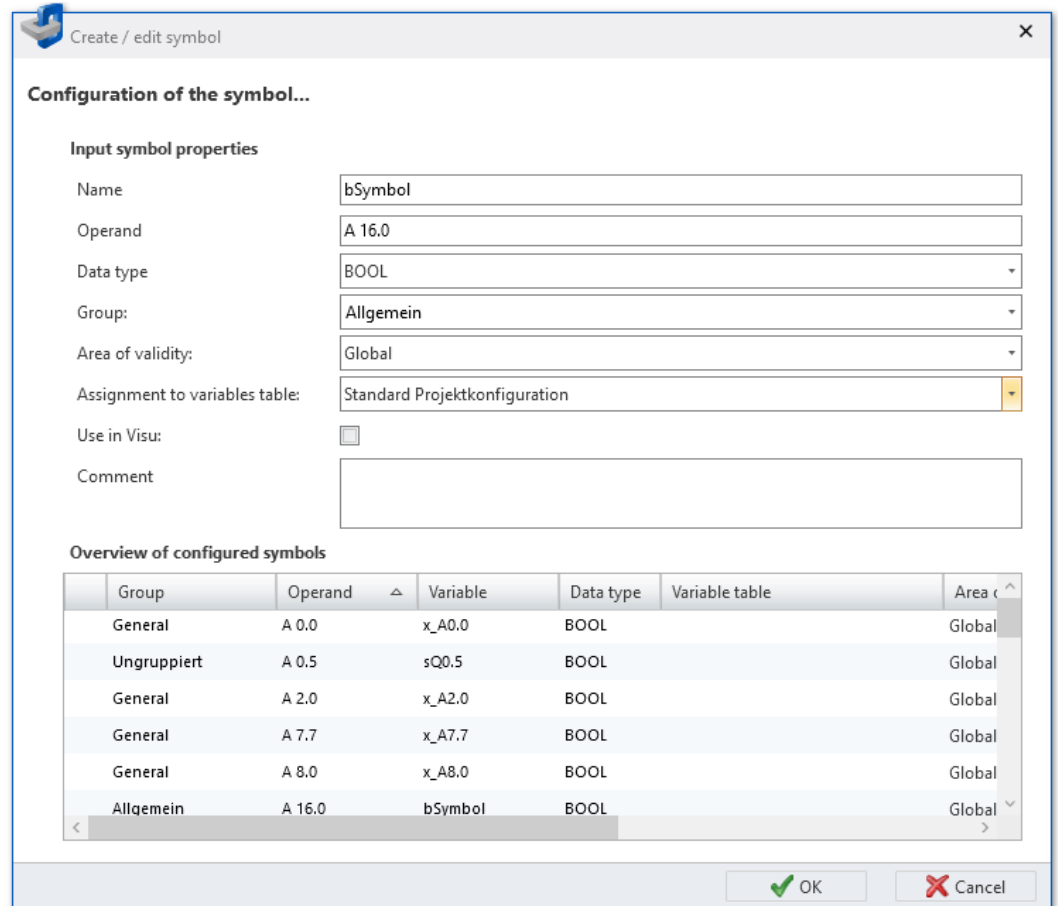 Create / edit symbol
Configuration of the symbol...
Input symbol properties
Name bSymbol
Operand A 16.0
Data type BOOL
Group: Allgemein
Area of validity: Global
Assignment to variables table: Standard Projektkonfiguration
Use in Visu:
Comment
Overview of configured symbols
Group Operand Variable Data type Variable table Area
General A 0.0 x_A0.0 BOOL Global
Ungruppiert A 0.5 sQ0.5 BOOL Global
General A 2.0 x_A2.0 BOOL Global
General A 7.7 x_A7.7 BOOL Global
General A 8.0 x_A8.0 BOOL Global
Allgemein A 16.0 bSymbol BOOL Global
OK Cancel